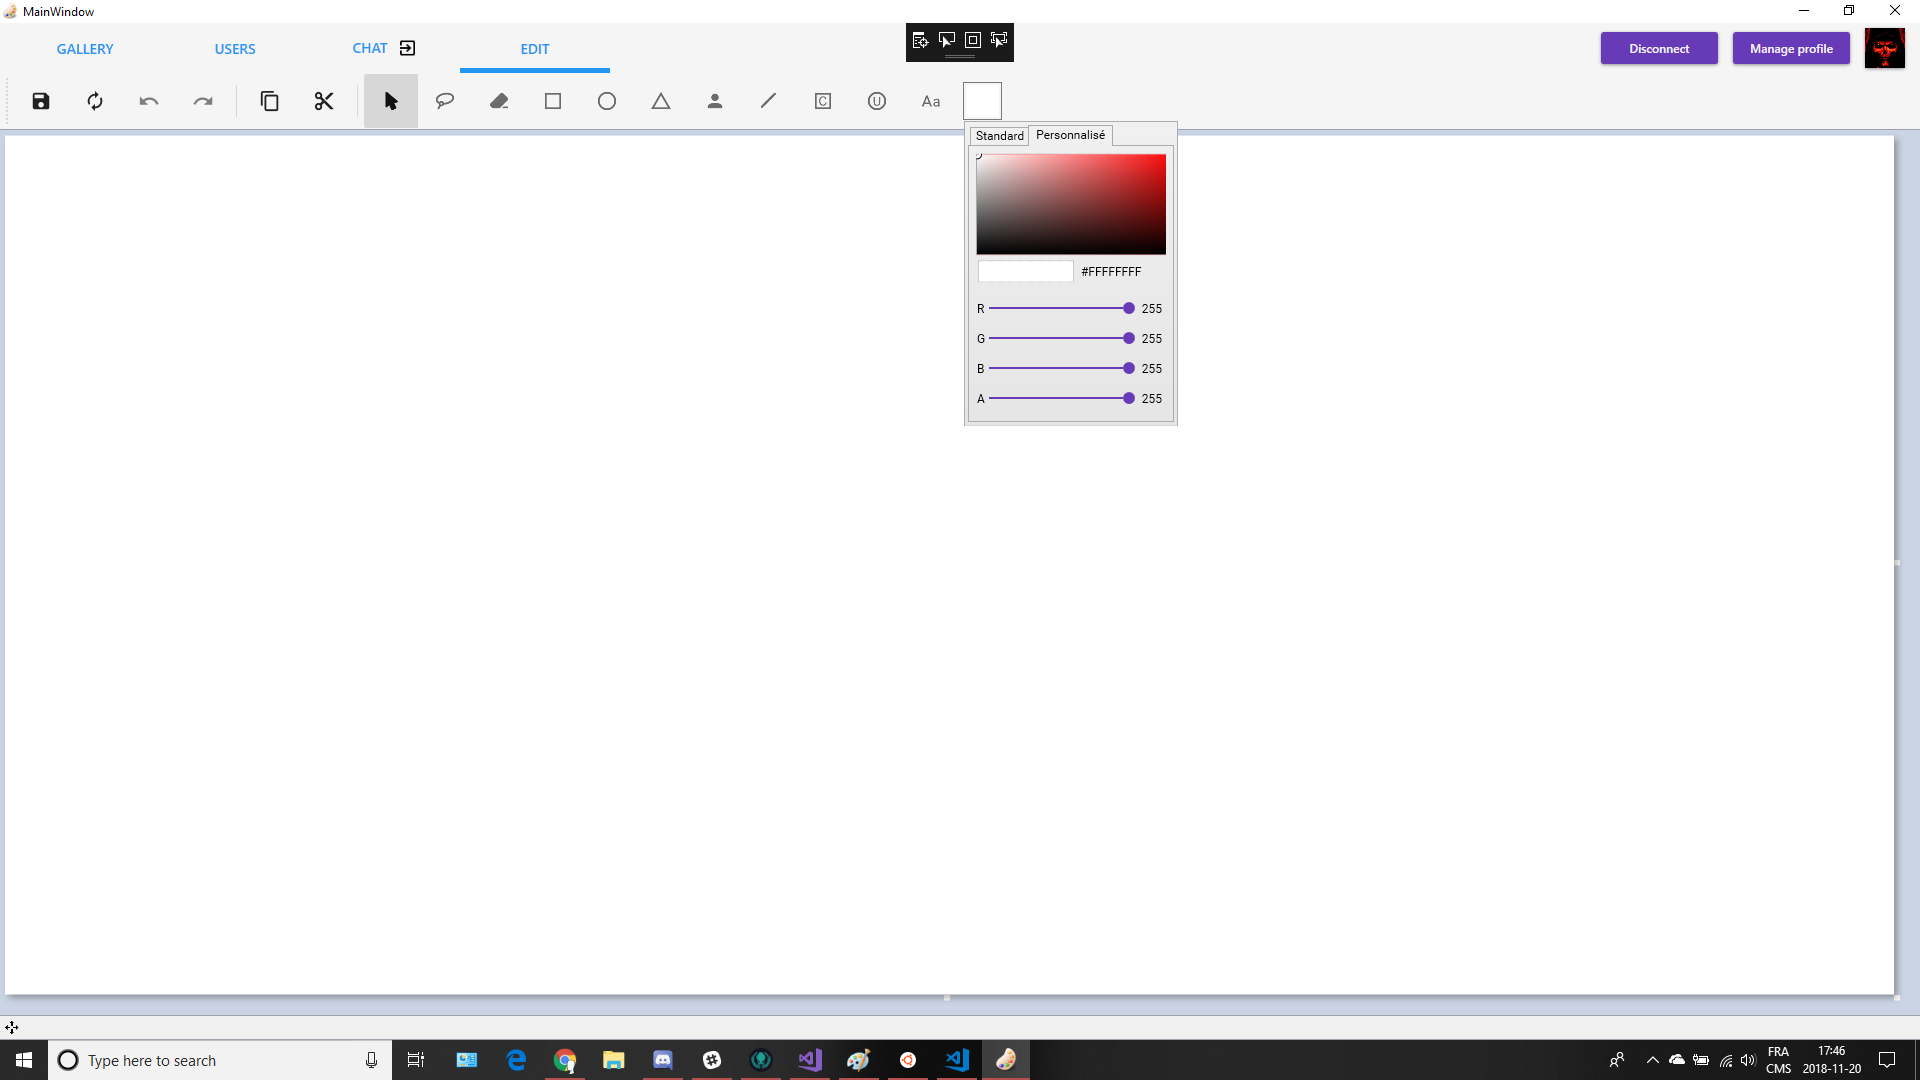 MainWindow
GALLERY USERS CHAT EDIT Disconnect Manage profile
C U Aa
Standard Personnalisé
#FFFFFFFF
R 255
G 255
B 255
A 255
Type here to search
FRA 17:46
CMS 2018-11-20